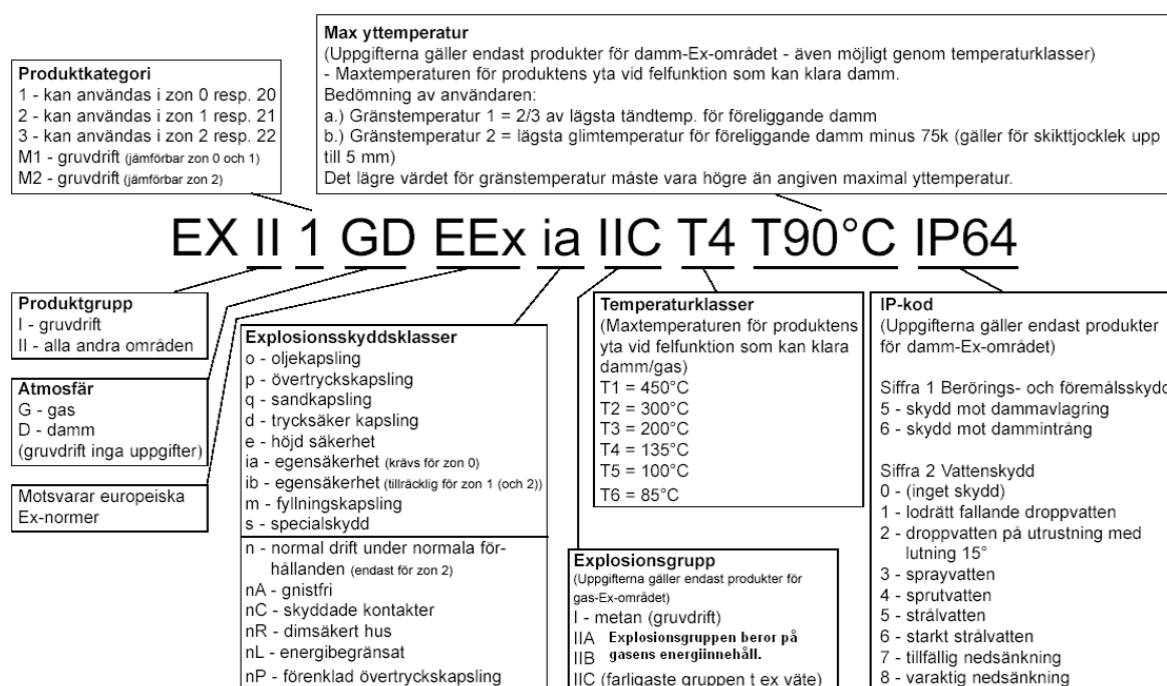 Max yttemperatur
(Uppgifterna gäller endast produkter för damm-Ex-området - även möjligt genom temperaturklasser)
- Maxtemperaturen för produktens yta vid felfunktion som kan klara damm.
Bedömning av användaren:
a.) Gränstemperatur 1 = 2/3 av lägsta tändtemp. för föreliggande damm
b.) Gränstemperatur 2 = lägsta glimtemperatur för föreliggande damm minus 75k (gäller för skikttjocklek upp
till 5 mm)
Det lägre värdet för gränstemperatur måste vara högre än angiven maximal yttemperatur.
Produktkategori
1 - kan användas i zon 0 resp. 20
2 - kan användas i zon 1 resp. 21
3 - kan användas i zon 2 resp. 22
M1 - gruvdrift (jämförbar zon 0 och 1)
M2 - gruvdrift (jämförbar zon 2)
EX II 1 GD EEx ia IIC T4 T90°C IP64
Produktgrupp
I - gruvdrift
II - alla andra områden
Atmosfär
G - gas
D - damm
(gruvdrift inga uppgifter)
Motsvarar europeiska
Ex-normer
Explosionsskyddsklasser
o - oljekapsling
p - övertryckskapsling
q - sandkapsling
d - trycksäker kapsling
e - höjd säkerhet
ia - egensäkerhet (krävs för zon 0)
ib - egensäkerhet (tillräcklig för zon 1 (och 2))
m - fyllningskapsling
s - specialskydd
n - normal drift under normala för-
hållanden (endast för zon 2)
nA - gnistfri
nC - skyddade kontakter
nR - dimsäkert hus
nL - energibegränsat
nP - förenklad övertryckskapsling
Temperaturklasser
(Maxtemperaturen för produktens
yta vid felfunktion som kan klara
damm/gas)
T1 = 450°C
T2 = 300°C
T3 = 200°C
T4 = 135°C
T5 = 100°C
T6 = 85°C
Explosionsgrupp
(Uppgifterna gäller endast produkter för
gas-Ex-området)
I - metan (gruvdrift)
IIA Explosionsgruppen beror på
IIB gasens energiinnehåll.
IIC (farligaste gruppen t ex väte)
IP-kod
(Uppgifterna gäller endast produkter
för damm-Ex-området)
Siffra 1 Berörings- och föremålsskydd
5 - skydd mot dammavlagring
6 - skydd mot dammintrång
Siffra 2 Vattenskydd
0 - (inget skydd)
1 - lodrätt fallande droppvatten
2 - droppvatten på utrustning med
lutning 15°
3 - sprayvatten
4 - sprutvatten
5 - strålvatten
6 - starkt strålvatten
7 - tillfällig nedsänkning
8 - varaktig nedsänkning